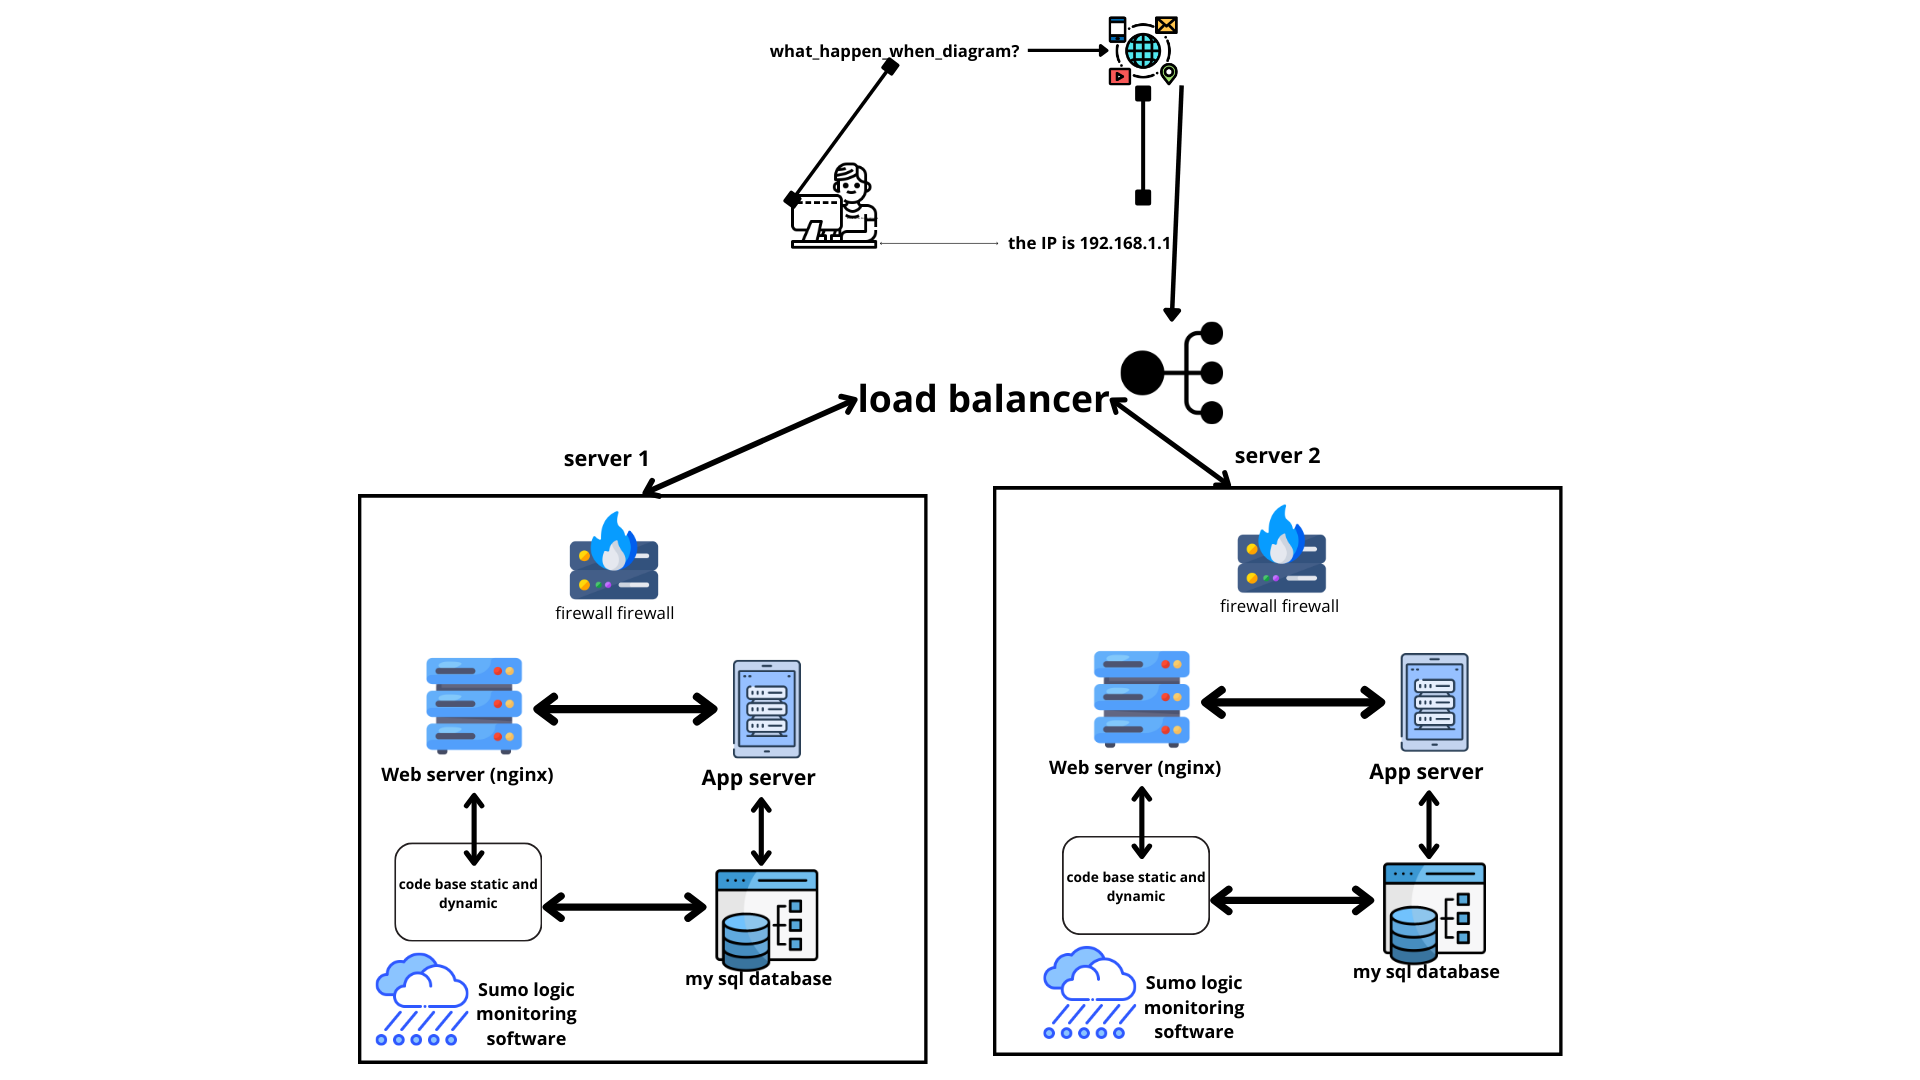 what_happen_when_diagram?
the IP is 192.168.1.1
load balancer
server 1
server 2
firewall firewall
Web server (nginx)
App server
code base static and
dynamic
my sql database
Sumo logic
monitoring
software
firewall firewall
Web server (nginx)
App server
code base static and
dynamic
my sql database
Sumo logic
monitoring
software